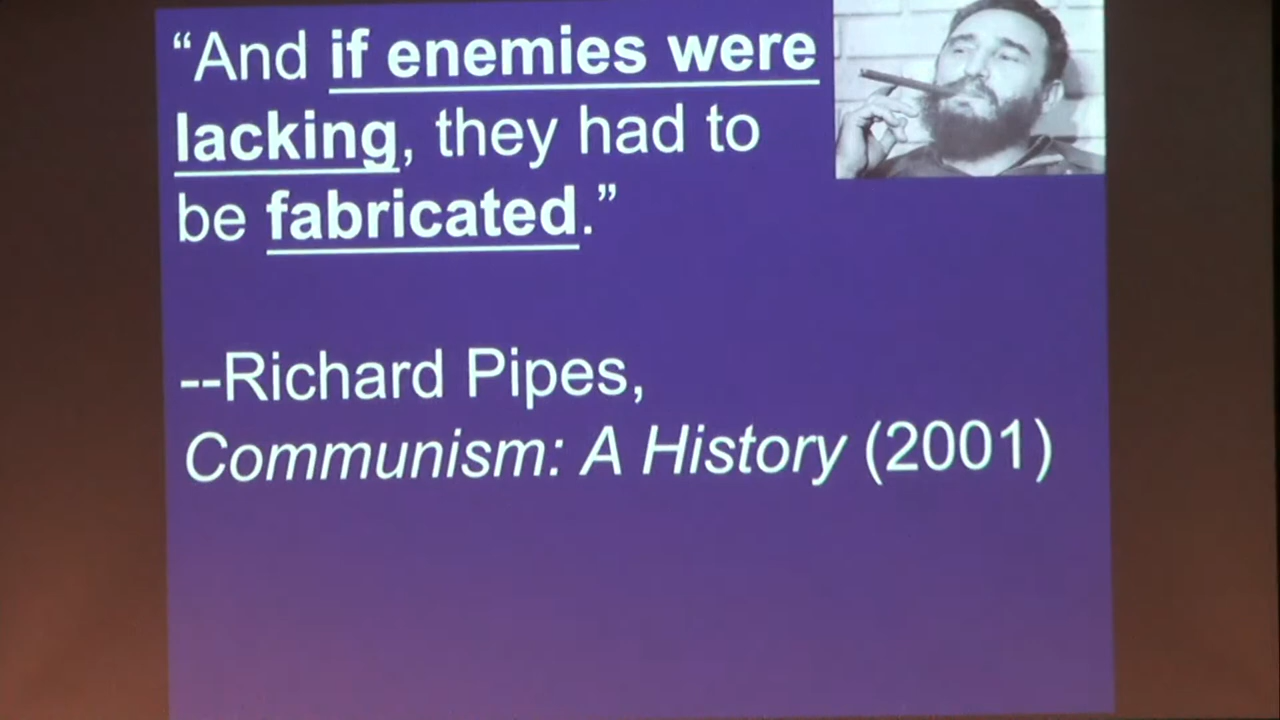 “And if enemies were
lacking, they had to
be fabricated.”
--Richard Pipes,
Communism: A History (2001)